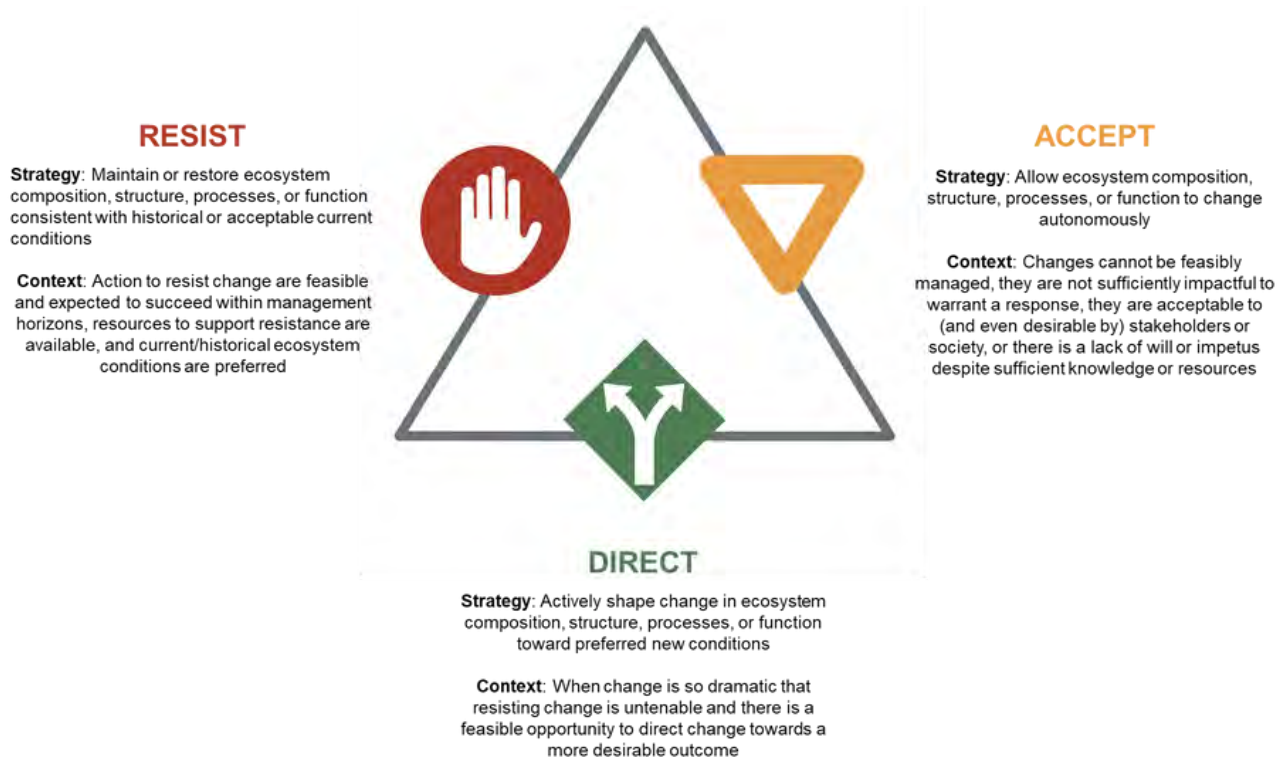 RESIST
Strategy: Maintain or restore ecosystem
composition, structure, processes, or function
consistent with historical or acceptable current
conditions
Context: Action to resist change are feasible
and expected to succeed within management
horizons, resources to support resistance are
available, and current/historical ecosystem
conditions are preferred
ACCEPT
Strategy: Allow ecosystem composition,
structure, processes, or function to change
autonomously
Context: Changes cannot be feasibly
managed, they are not sufficiently impactful to
warrant a response, they are acceptable to
(and even desirable by) stakeholders or
society, or there is a lack of will or impetus
despite sufficient knowledge or resources
DIRECT
Strategy: Actively shape change in ecosystem
composition, structure, processes, or function
toward preferred new conditions
Context: When change is so dramatic that
resisting change is untenable and there is a
feasible opportunity to direct change towards a
more desirable outcome